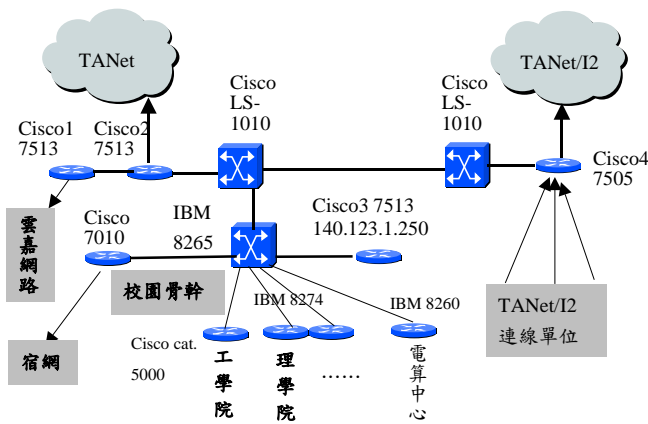 TANet
TANet/I2
Cisco
LS-
1010
Cisco
LS-
1010
Cisco1
7513
Cisco2
7513
Cisco4
7505
雲嘉網路
Cisco
7010
IBM
8265
Cisco3 7513
140.123.1.250
校園骨幹
IBM 8274
IBM 8260
TANet/I2
連線單位
宿網
Cisco cat.
5000
工學院
理學院
……
電算中心